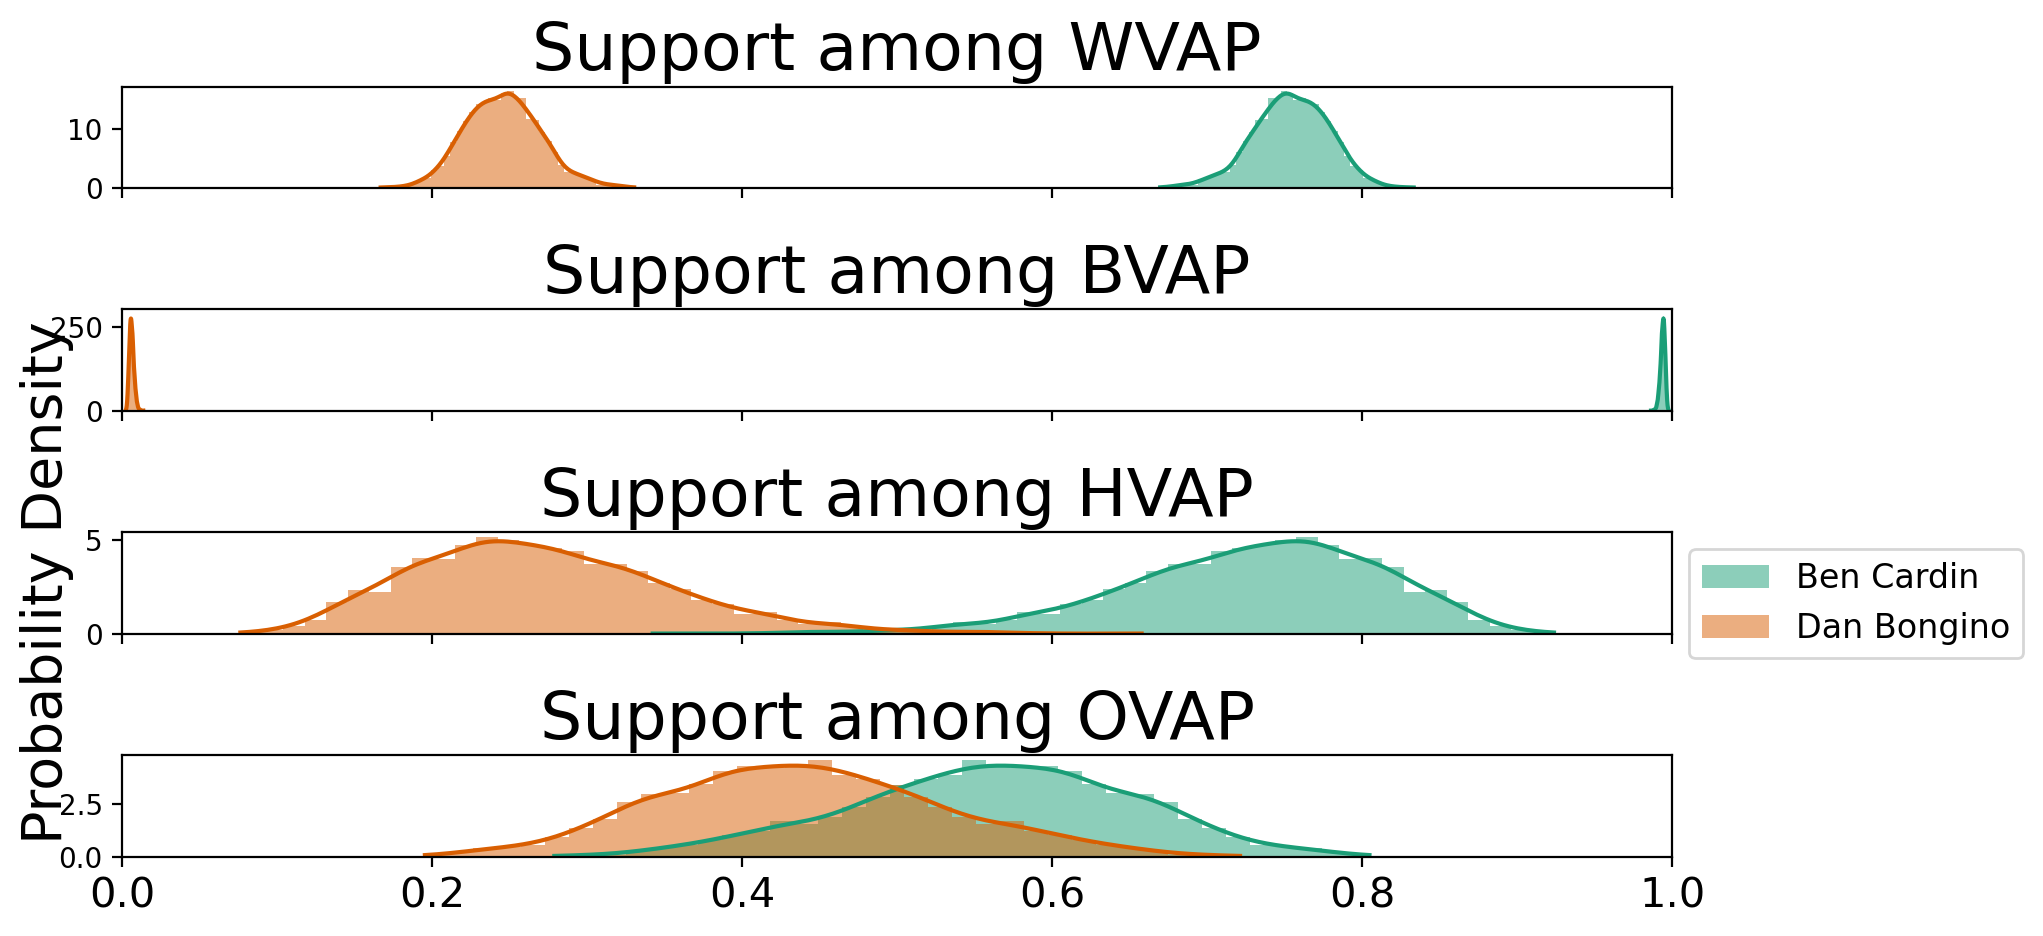 Support among WVAP
10
0
Support among BVAP
250
0
Support among HVAP
5
0
Support among OVAP
2.5
0.0
0.0 0.2 0.4 0.6 0.8 1.0
Probability Density
Ben Cardin
Dan Bongino